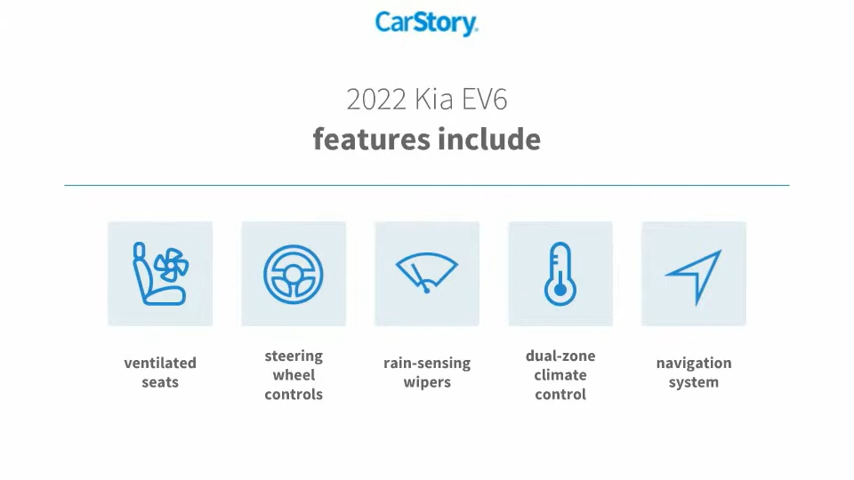 CarStory.
2022 Kia EV6
features include
ventilated
seats
steering
wheel
controls
rain-sensing
wipers
dual-zone
climate
control
navigation
system